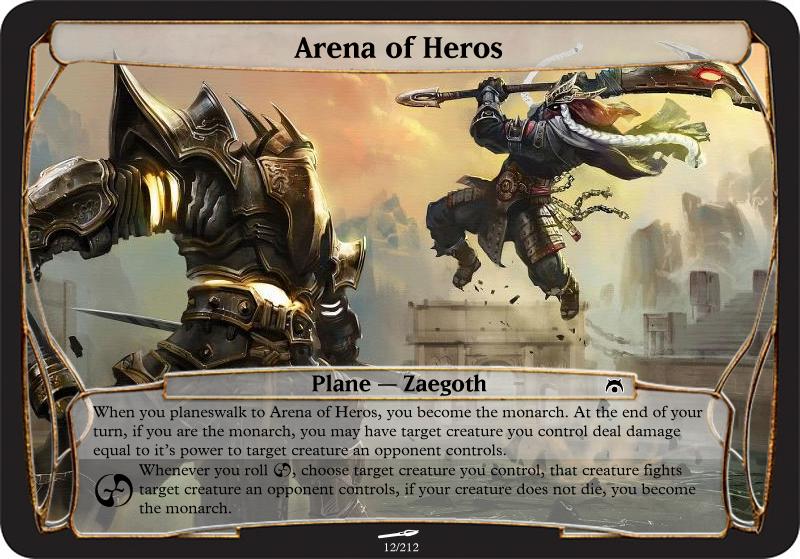 Arena of Heros
Plane — Zaegoth
When you planeswalk to Arena of Heros, you become the monarch. At the end of your
turn, if you are the monarch, you may have target creature you control deal damage
equal to it's power to target creature an opponent controls.
Whenever you roll , choose target creature you control, that creature fights
target creature an opponent controls, if your creature does not die, you become
the monarch.
12/212